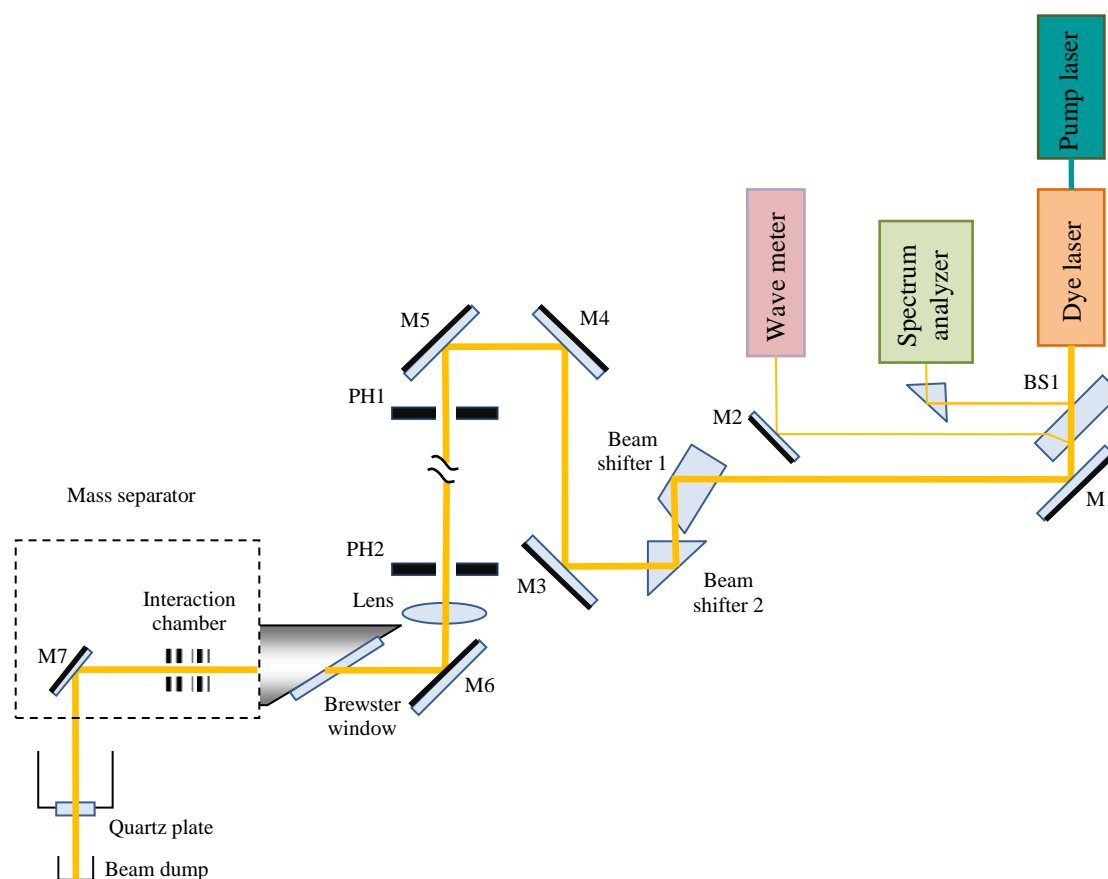 Pump laser
Dye laser
Wave meter
Spectrum
analyzer
M5
M4
BS1
PH1
M2
Beam
shifter 1
Mass separator
M1
PH2
M3
Beam
shifter 2
Interaction
chamber
Lens
M7
M6
Brewster
window
Quartz plate
Beam dump